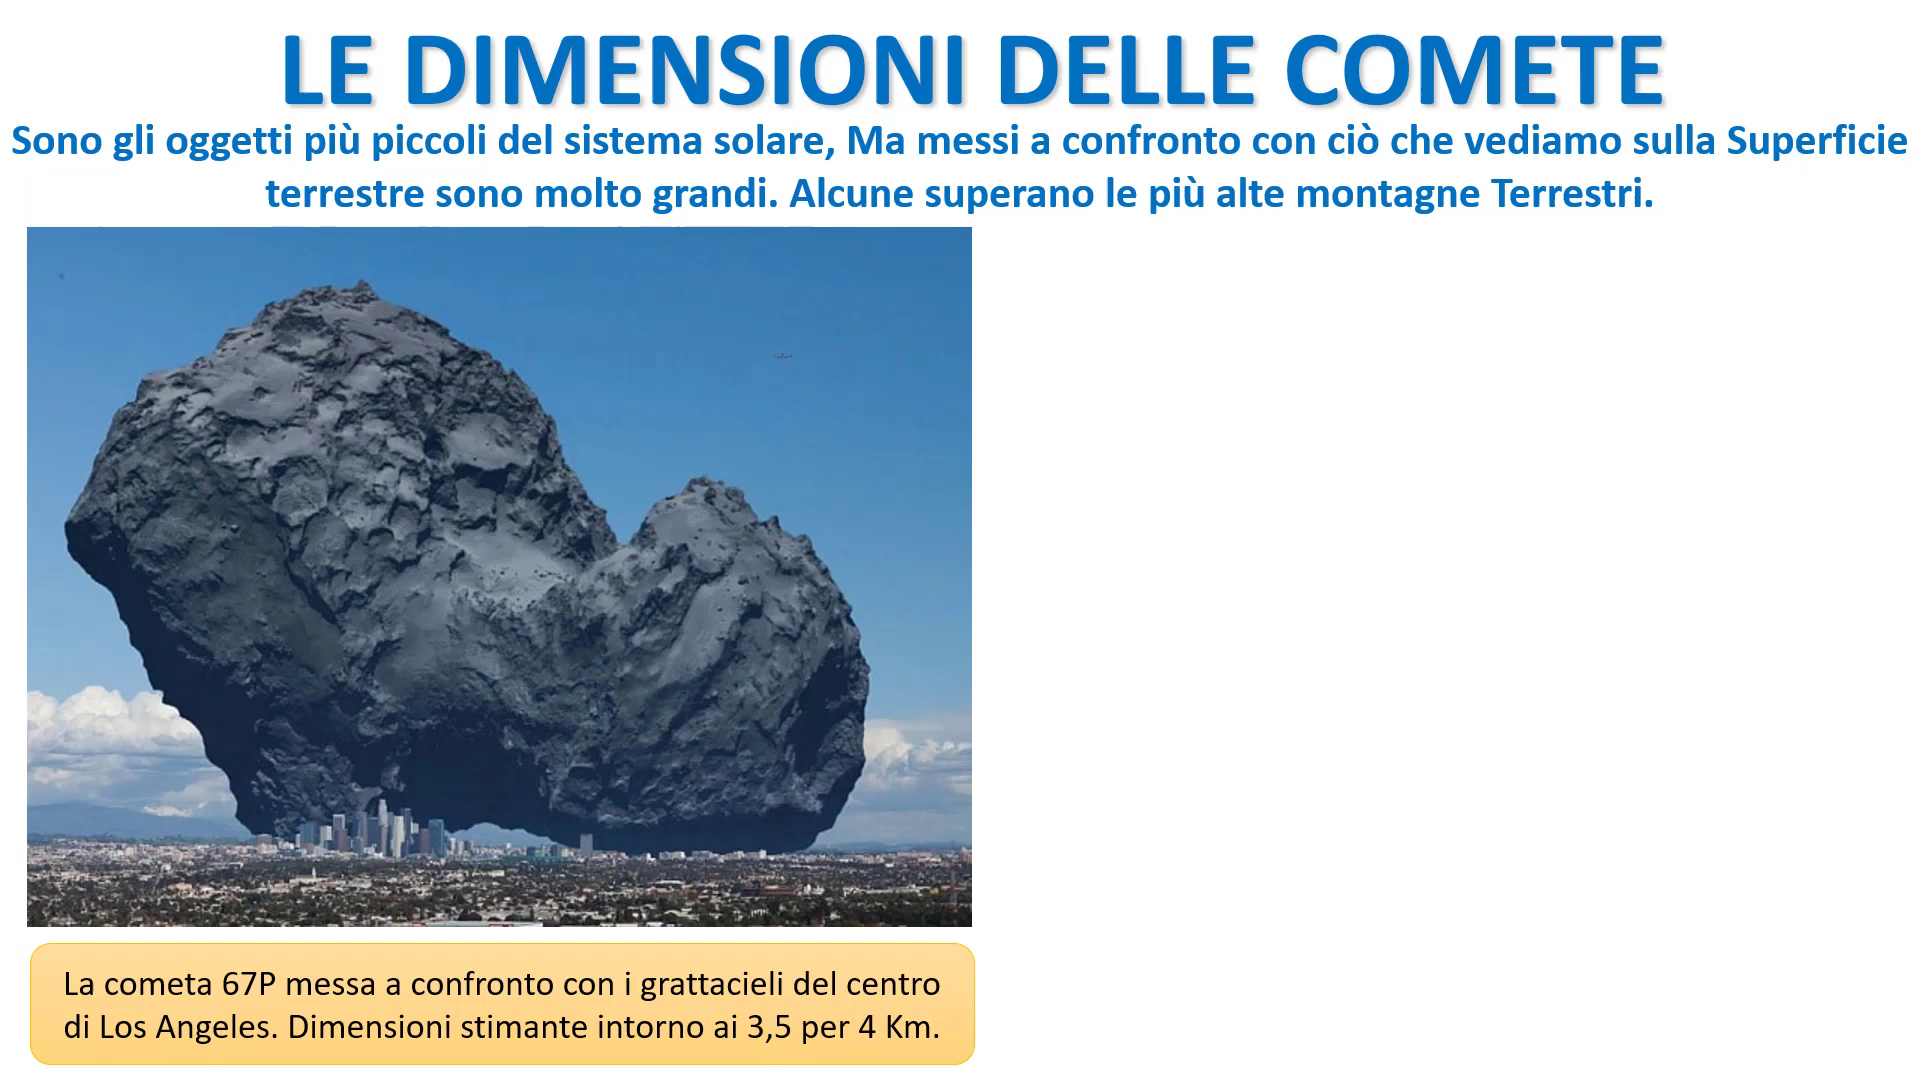 LE DIMENSIONI DELLE COMETE
Sono gli oggetti più piccoli del sistema solare, Ma messi a confronto con ciò che vediamo sulla Superficie
terrestre sono molto grandi. Alcune superano le più alte montagne Terrestri.
La cometa 67P messa a confronto con i grattacieli del centro
di Los Angeles. Dimensioni stimante intorno ai 3,5 per 4 Km.